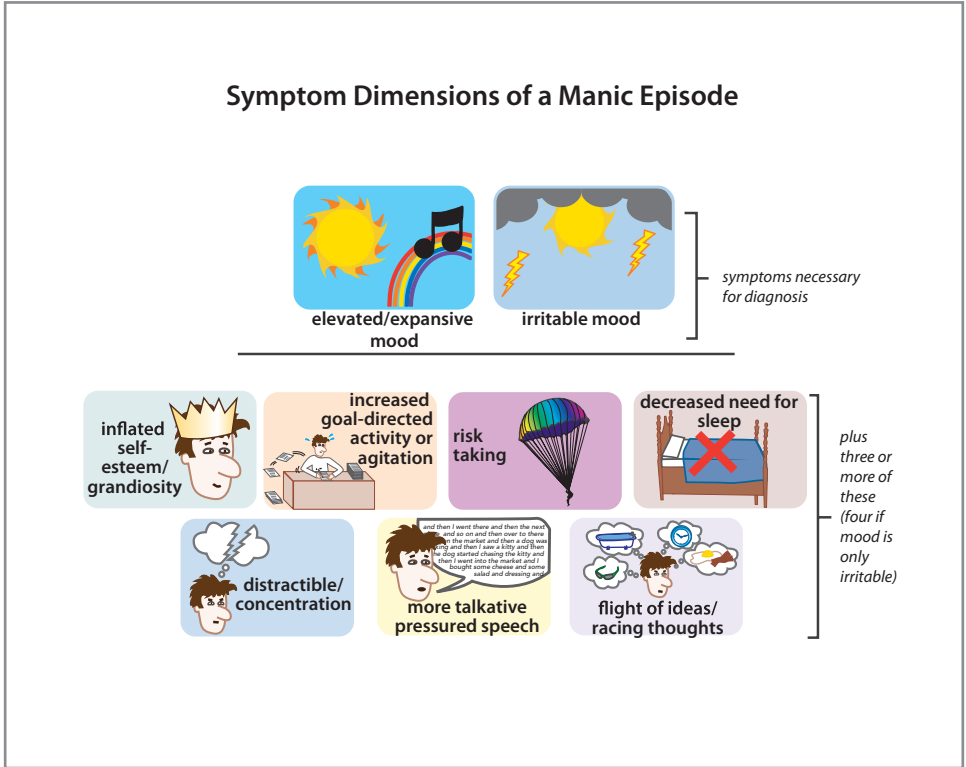 Symptom Dimensions of a Manic Episode
elevated/expansive
mood
irritable mood
symptoms necessary
for diagnosis
inflated
self-
esteem/
grandiosity
increased
goal-directed
activity or
agitation
risk
taking
decreased need for
sleep
plus
three or
more of
these
(four if
mood is
only
irritable)
distractible/
concentration
and then I went there and then the next
and so on and then over to there
the market and then a dog was
and then I saw a kitty and then
the dog started chasing the kitty and
then I went into the market and I
bought some cheese and some
salad and dressing and
more talkative
pressured speech
flight of ideas/
racing thoughts